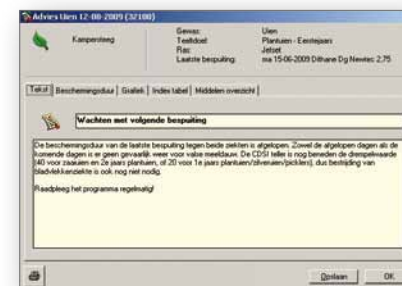 Advies Uien 12-08-2009 (32180)
Kampersteeg
Gewas: Uien
Teeltdoel: Plantuien - Eerstejaars
Ras: Jetset
Laatste bespuiting: ma 15-06-2009 Dithane Dg Newtec 2,75
Tekst Beschermingsduur Grafiek Index tabel Middelen overzicht
Wachten met volgende bespuiting
De beschermingsduur van de laatste bespuiting tegen beide ziekten is afgelopen. Zowel de afgelopen dagen als de
komende dagen is er geen gevaarlijk weer voor valse meeldauw. De CDSI teller is nog beneden de drempelwaarde
(40 voor zaaiuien en 2e jaars plantuien, of 20 voor 1e jaars plantuien/zilveruien/picklers), dus bestrijding van
bladvlekkenziekte is ook nog niet nodig.
Raadpleeg het programma regelmatig!
Opslaan OK